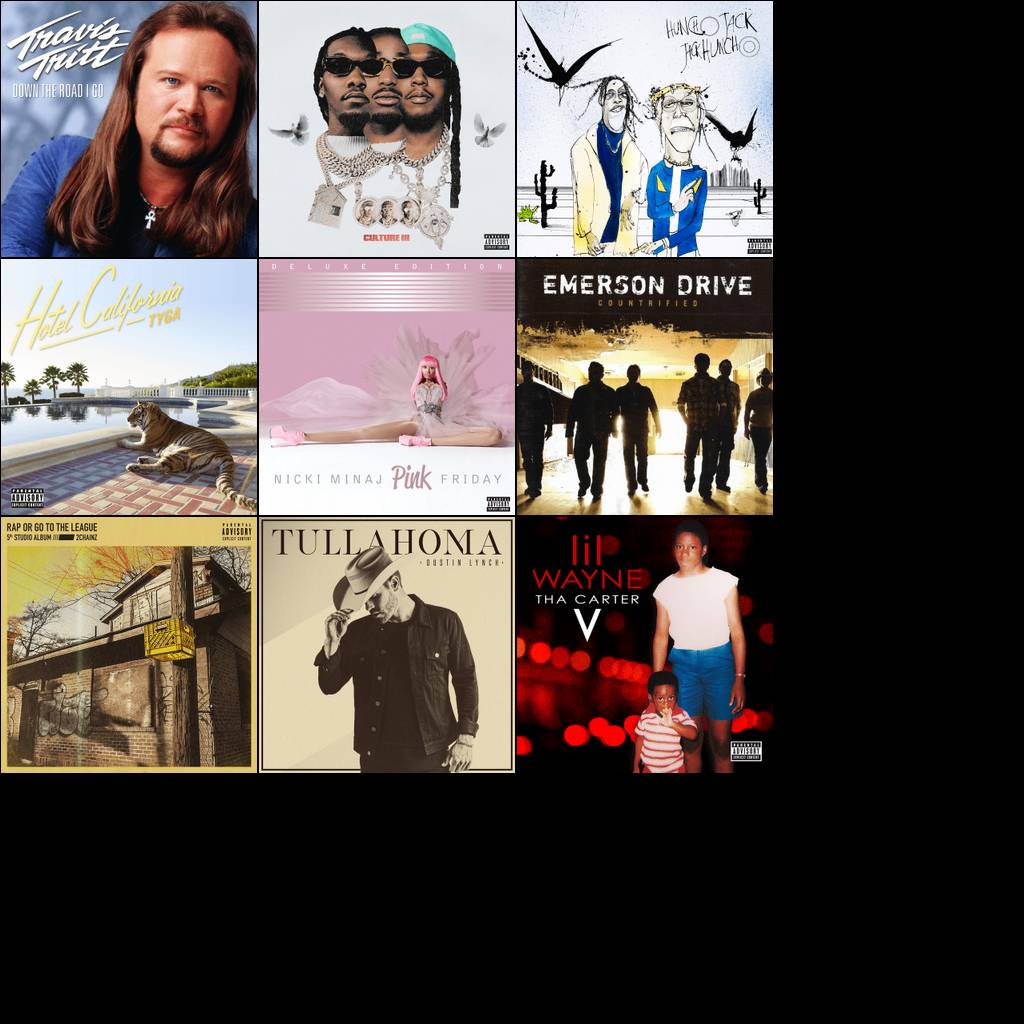 Travis
Tritt
DOWN THE ROAD I GO
CULTURE III
PARENTAL
ADVISORY
EXPLICIT CONTENT
HUNCHO JACK
JACK HUNCHO
PARENTAL
ADVISORY
EXPLICIT CONTENT
Hotel California
TYGA
PARENTAL
ADVISORY
EXPLICIT CONTENT
DELUXE EDITION
NICKI MINAJ Pink FRIDAY
PARENTAL
ADVISORY
EXPLICIT CONTENT
EMERSON DRIVE
COUNTRIFIED
RAP OR GO TO THE LEAGUE
5th STUDIO ALBUM /// 2CHAINZ
PARENTAL
ADVISORY
EXPLICIT CONTENT
TULLAHOMA
·DUSTIN LYNCH·
lil
WAYNE
THA CARTER
V
PARENTAL
ADVISORY
EXPLICIT CONTENT